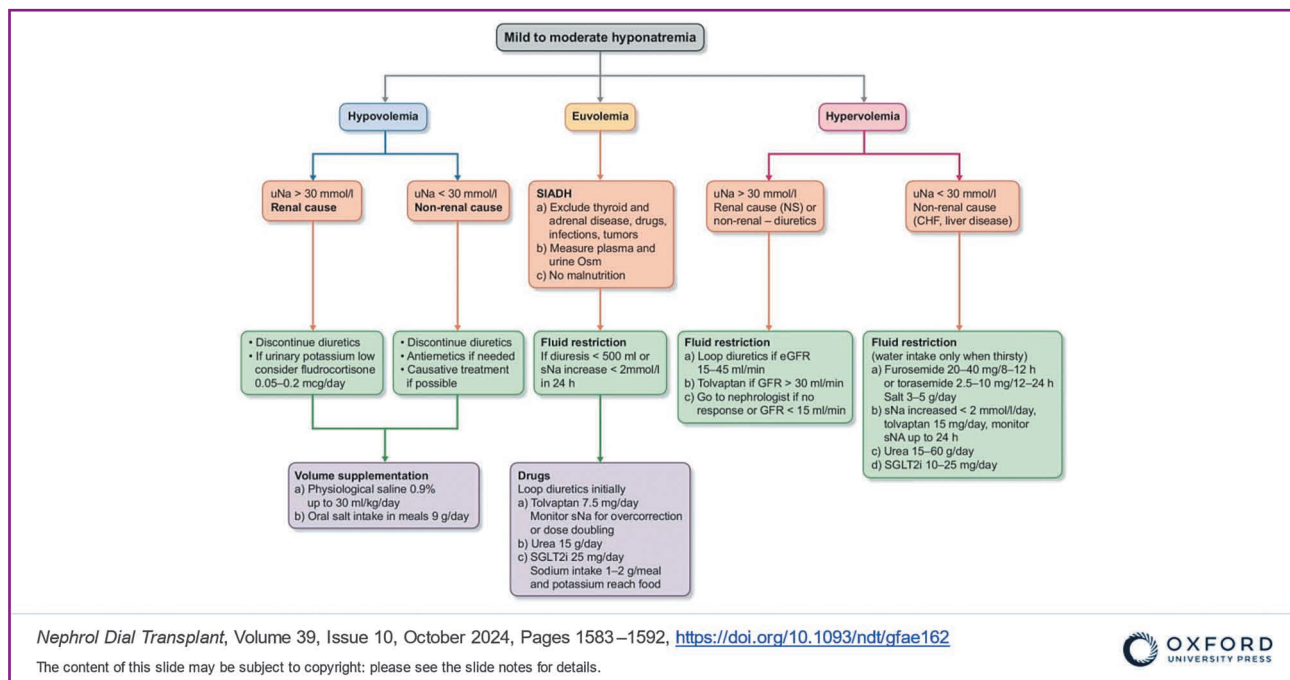 Mild to moderate hyponatremia
Hypovolemia
Euvolemia
Hypervolemia
uNa > 30 mmol/l
Renal cause
uNa < 30 mmol/l
Non-renal cause
SIADH
a) Exclude thyroid and
adrenal disease, drugs,
infections, tumors
b) Measure plasma and
urine Osm
c) No malnutrition
uNa > 30 mmol/l
Renal cause (NS) or
non-renal – diuretics
uNa < 30 mmol/l
Non-renal cause
(CHF, liver disease)
• Discontinue diuretics
• If urinary potassium low
consider fludrocortisone
0.05–0.2 mcg/day
• Discontinue diuretics
• Antiemetics if needed
• Causative treatment
if possible
Fluid restriction
If diuresis < 500 ml or
sNa increase < 2mmol/l
in 24 h
Fluid restriction
a) Loop diuretics if eGFR
15–45 ml/min
b) Tolvaptan if GFR > 30 ml/min
c) Go to nephrologist if no
response or GFR < 15 ml/min
Fluid restriction
(water intake only when thirsty)
a) Furosemide 20–40 mg/8–12 h
or torasemide 2.5–10 mg/12–24 h
Salt 3–5 g/day
b) sNa increased < 2 mmol/l/day,
tolvaptan 15 mg/day, monitor
sNA up to 24 h
c) Urea 15–60 g/day
d) SGLT2i 10–25 mg/day
Volume supplementation
a) Physiological saline 0.9%
up to 30 ml/kg/day
b) Oral salt intake in meals 9 g/day
Drugs
Loop diuretics initially
a) Tolvaptan 7.5 mg/day
Monitor sNa for overcorrection
or dose doubling
b) Urea 15 g/day
c) SGLT2i 25 mg/day
Sodium intake 1–2 g/meal
and potassium reach food
Nephrol Dial Transplant, Volume 39, Issue 10, October 2024, Pages 1583–1592, https://doi.org/10.1093/ndt/gfae162
The content of this slide may be subject to copyright: please see the slide notes for details.
OXFORD
UNIVERSITY PRESS